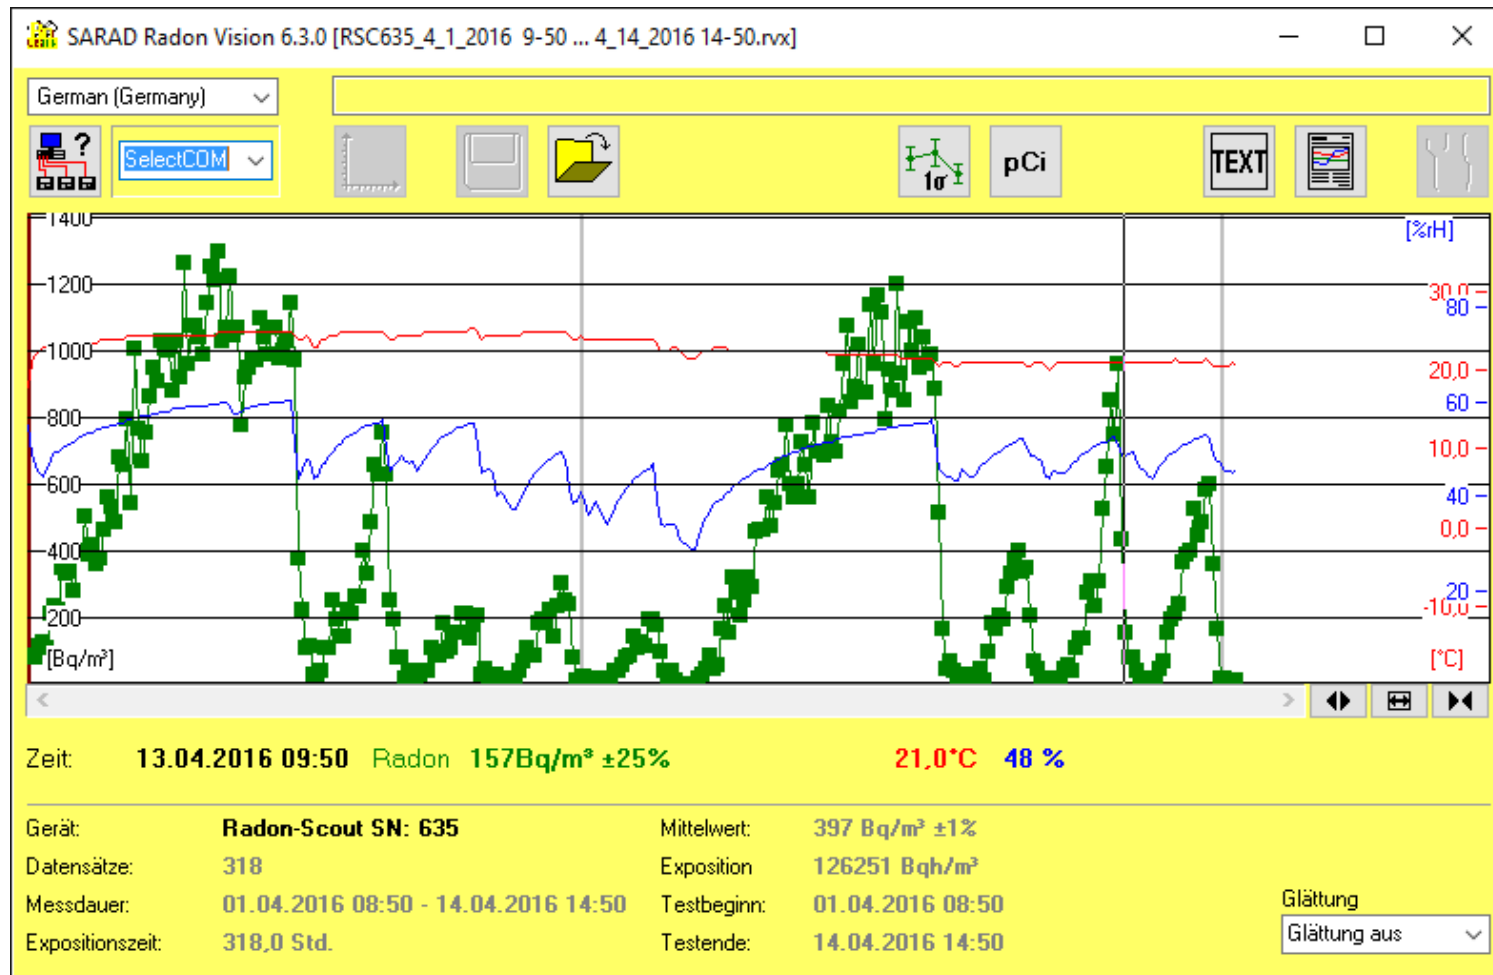 SARAD Radon Vision 6.3.0 [RSC635_4_1_2016 9-50 ... 4_14_2016 14-50.rvx]
German (Germany)
?
SelectCOM
1σ
pCi
TEXT
1400
[%rH]
1200
30,0
80
1000
20,0
800
60
10,0
600
40
0,0
400
20
-10,0
200
[Bq/m³]
[°C]
Zeit: 13.04.2016 09:50 Radon 157Bq/m³ ±25% 21,0°C 48 %
Gerät: Radon-Scout SN: 635 Mittelwert: 397 Bq/m³ ±1%
Datensätze: 318 Exposition 126251 Bqh/m³
Messdauer: 01.04.2016 08:50 - 14.04.2016 14:50 Testbeginn: 01.04.2016 08:50
Glättung
Expositionszeit: 318,0 Std. Testende: 14.04.2016 14:50
Glättung aus